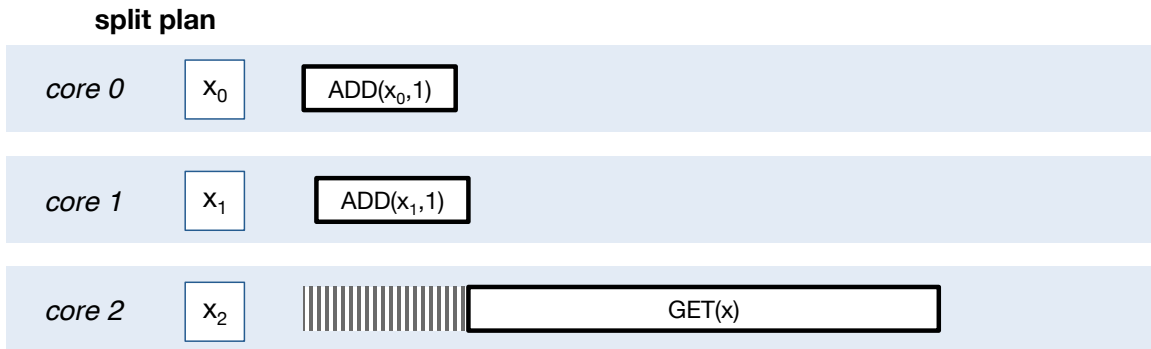 split plan
core 0 x₀ ADD(x₀,1)
core 1 x₁ ADD(x₁,1)
core 2 x₂ GET(x)